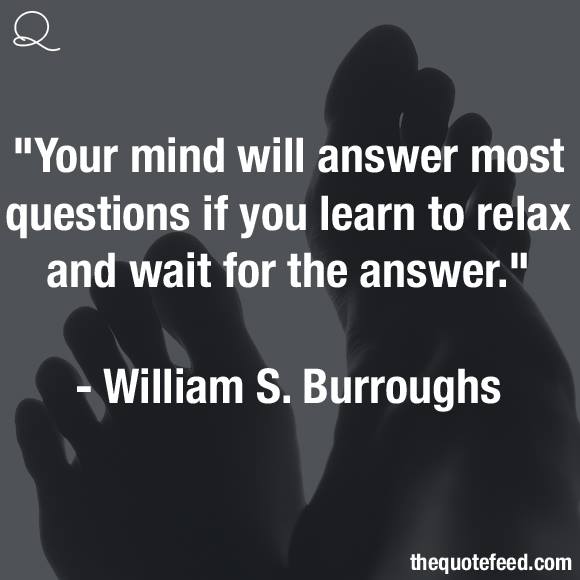 "Your mind will answer most
questions if you learn to relax
and wait for the answer."
- William S. Burroughs
thequotefeed.com